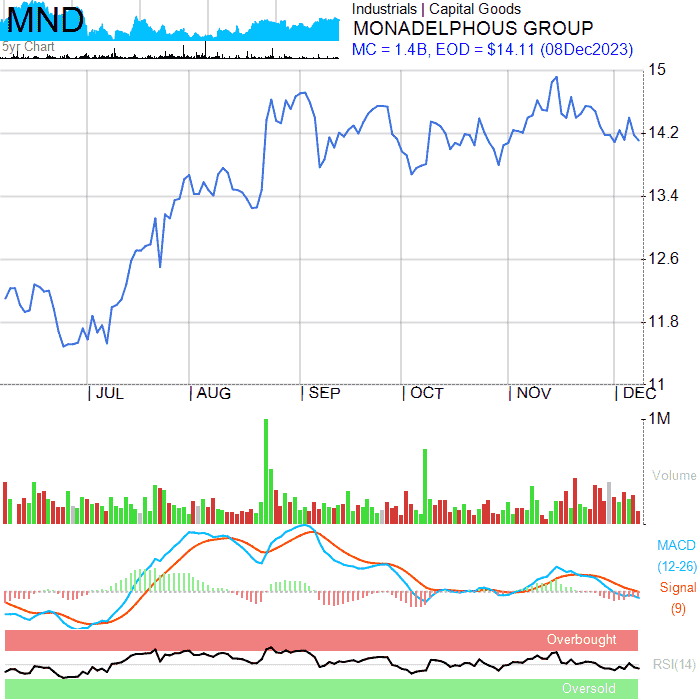 MND
5yr Chart
Industrials | Capital Goods
MONADELPHOUS GROUP
MC = 1.4B, EOD = $14.11 (08Dec2023)
15
14.2
13.4
12.6
11.8
11
JUL AUG SEP OCT NOV DEC
1M
Volume
MACD
(12-26)
Signal
(9)
Overbought
RSI(14)
Oversold